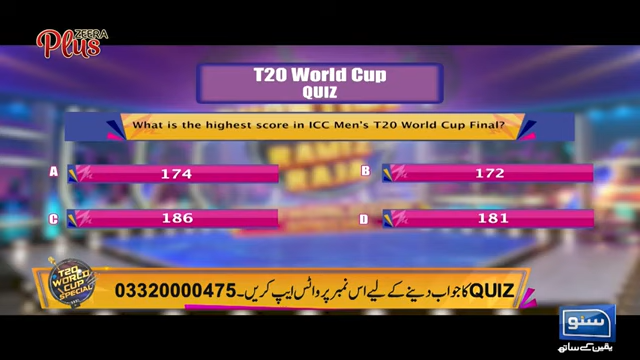 ZEERA
Plus
T20 World Cup
QUIZ
What is the highest score in ICC Men's T20 World Cup Final?
A 174
B 172
C 186
D 181
RAMIZ
RAJA
T20
WORLD
CUP
SPECIAL
QUIZ کا جواب دینے کے لیے اس نمبر پر واٹس ایپ کریں۔ 03320000475
سنو
یقین کے ساتھ